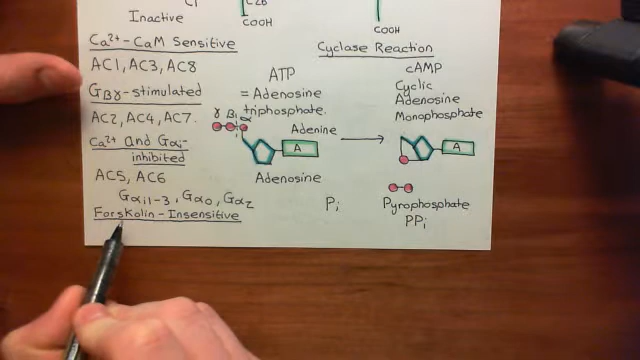 C1
C2b
Inactive
COOH
COOH
Ca2+-CaM Sensitive
AC1, AC3, AC8
Gβγ-stimulated
AC2, AC4, AC7.
Ca2+ and Gαi-
inhibited
AC5, AC6
Gαi1-3, Gαo, Gαz
Forskolin-Insensitive
Cyclase Reaction
ATP
= Adenosine
triphosphate.
γ β α
Adenine
A
Adenosine
cAMP
Cyclic
Adenosine
Monophosphate
A
Pi
Pyrophosphate
PPi